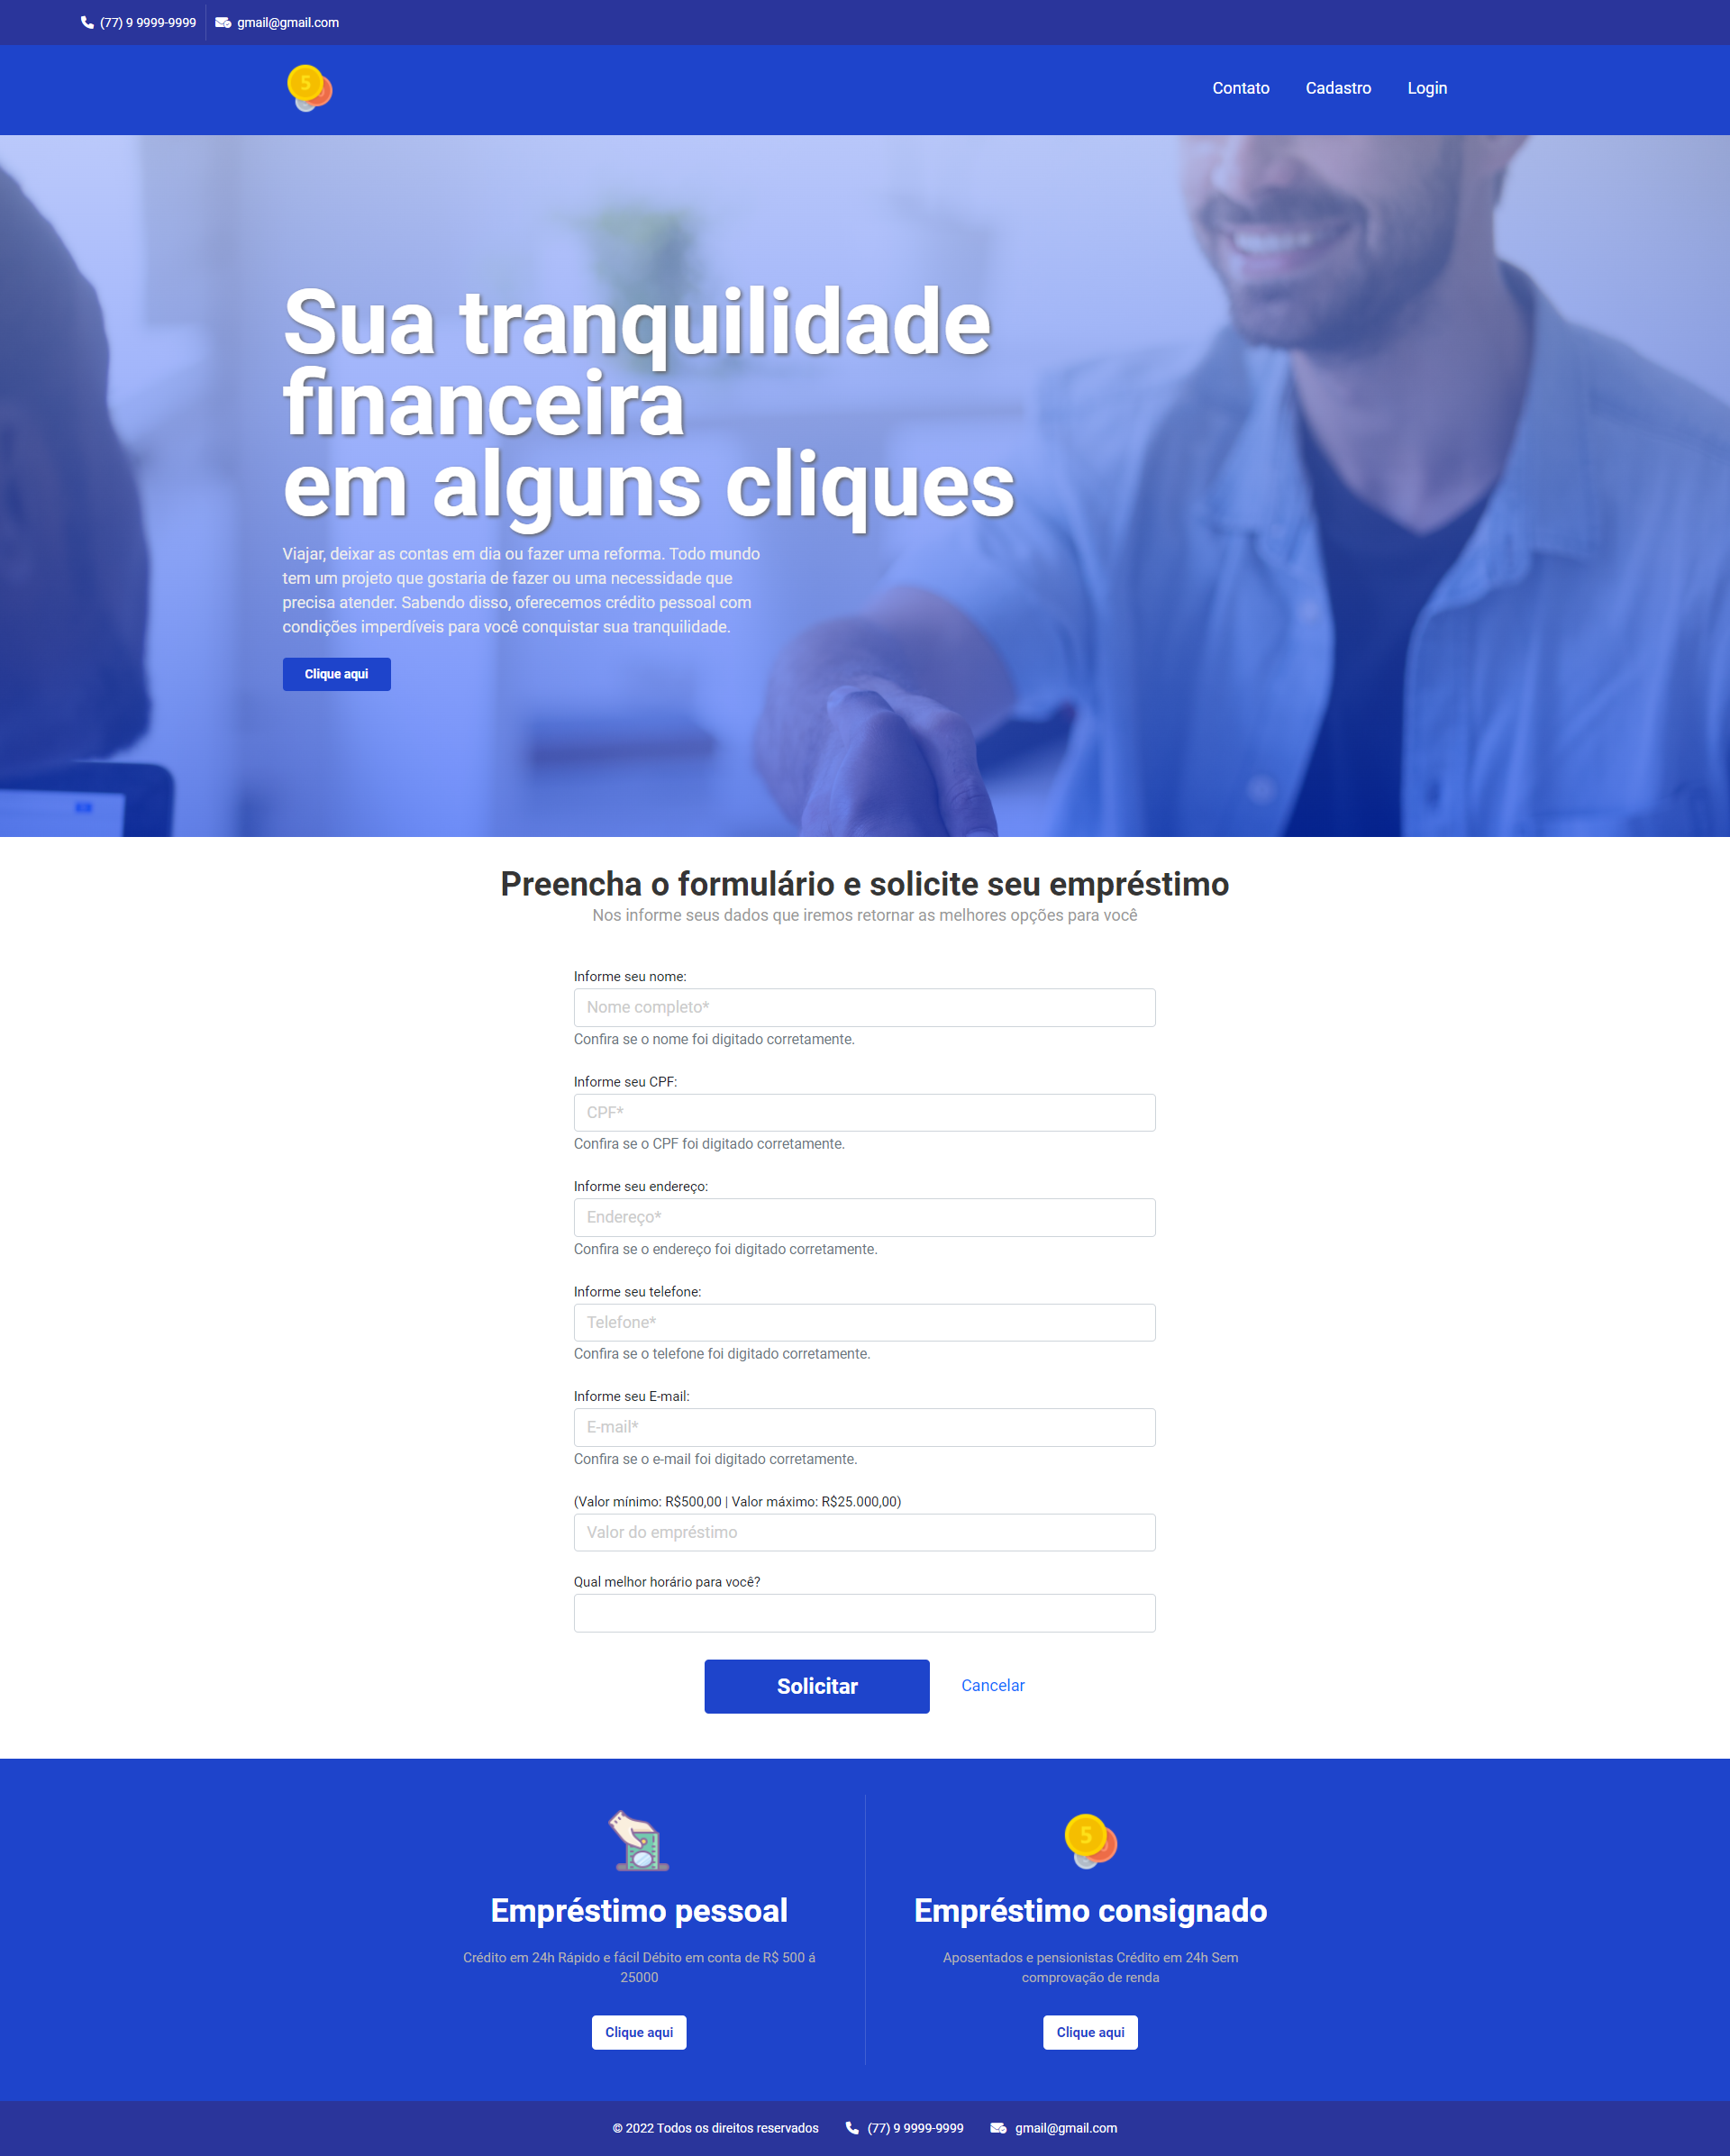 (77) 9 9999-9999 gmail@gmail.com
5
Contato Cadastro Login
Sua tranquilidade
financeira
em alguns cliques
Viajar, deixar as contas em dia ou fazer uma reforma. Todo mundo
tem um projeto que gostaria de fazer ou uma necessidade que
precisa atender. Sabendo disso, oferecemos crédito pessoal com
condições imperdíveis para você conquistar sua tranquilidade.
Clique aqui
Preencha o formulário e solicite seu empréstimo
Nos informe seus dados que iremos retornar as melhores opções para você
Informe seu nome:
Nome completo*
Confira se o nome foi digitado corretamente.
Informe seu CPF:
CPF*
Confira se o CPF foi digitado corretamente.
Informe seu endereço:
Endereço*
Confira se o endereço foi digitado corretamente.
Informe seu telefone:
Telefone*
Confira se o telefone foi digitado corretamente.
Informe seu E-mail:
E-mail*
Confira se o e-mail foi digitado corretamente.
(Valor mínimo: R$500,00 | Valor máximo: R$25.000,00)
Valor do empréstimo
Qual melhor horário para você?
Solicitar Cancelar
Empréstimo pessoal
Crédito em 24h Rápido e fácil Débito em conta de R$ 500 á
25000
Clique aqui
5
Empréstimo consignado
Aposentados e pensionistas Crédito em 24h Sem
comprovação de renda
Clique aqui
© 2022 Todos os direitos reservados (77) 9 9999-9999 gmail@gmail.com